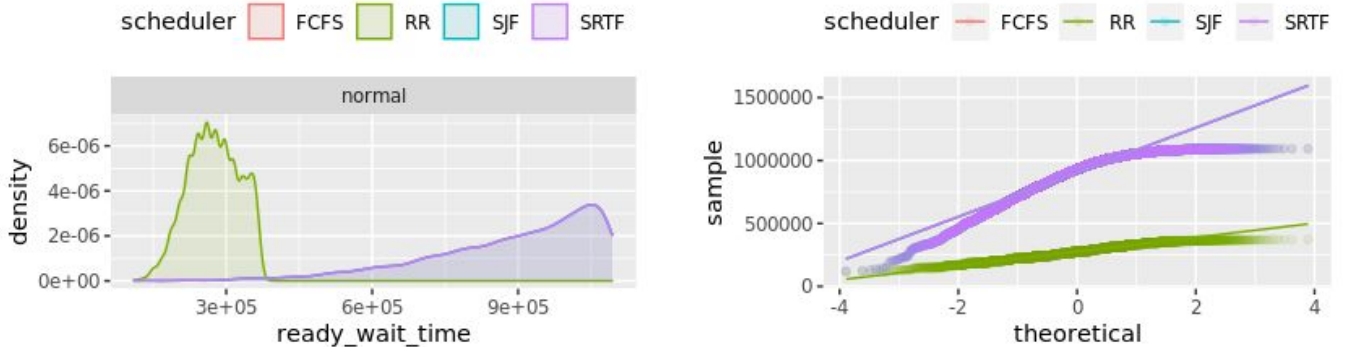 scheduler FCFS RR SJF SRTF
normal
6e-06
4e-06
2e-06
0e+00
density
3e+05 6e+05 9e+05
ready_wait_time
scheduler FCFS RR SJF SRTF
1500000
1000000
500000
0
sample
-4 -2 0 2 4
theoretical